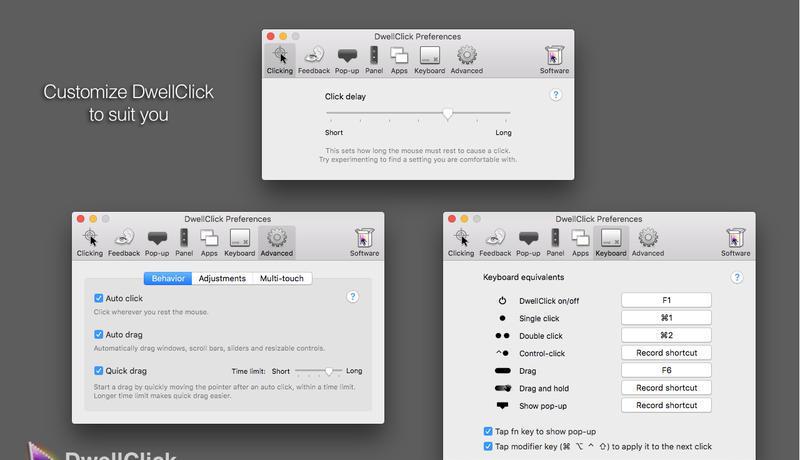 DwellClick Preferences
Clicking Feedback Pop-up Panel Apps Keyboard Advanced Software
Customize DwellClick
to suit you
Click delay ?
Short Long
This sets how long the mouse must rest to cause a click.
Try experimenting to find a setting you are comfortable with.
DwellClick Preferences
Clicking Feedback Pop-up Panel Apps Keyboard Advanced Software
Behavior Adjustments Multi-touch
Auto click ?
Click wherever you rest the mouse.
Auto drag
Automatically drag windows, scroll bars, sliders and resizable controls.
Quick drag Time limit: Short Long
Start a drag by quickly moving the pointer after an auto click, within a time limit.
Longer time limit makes quick drag easier.
DwellClick Preferences
Clicking Feedback Pop-up Panel Apps Keyboard Advanced Software
Keyboard equivalents ?
DwellClick on/off F1
Single click ⌘1
Double click ⌘2
Control-click Record shortcut
Drag F6
Drag and hold Record shortcut
Show pop-up Record shortcut
Tap fn key to show pop-up
Tap modifier key (⌘ ⌥ ^ ⇧) to apply it to the next click
DwellClick